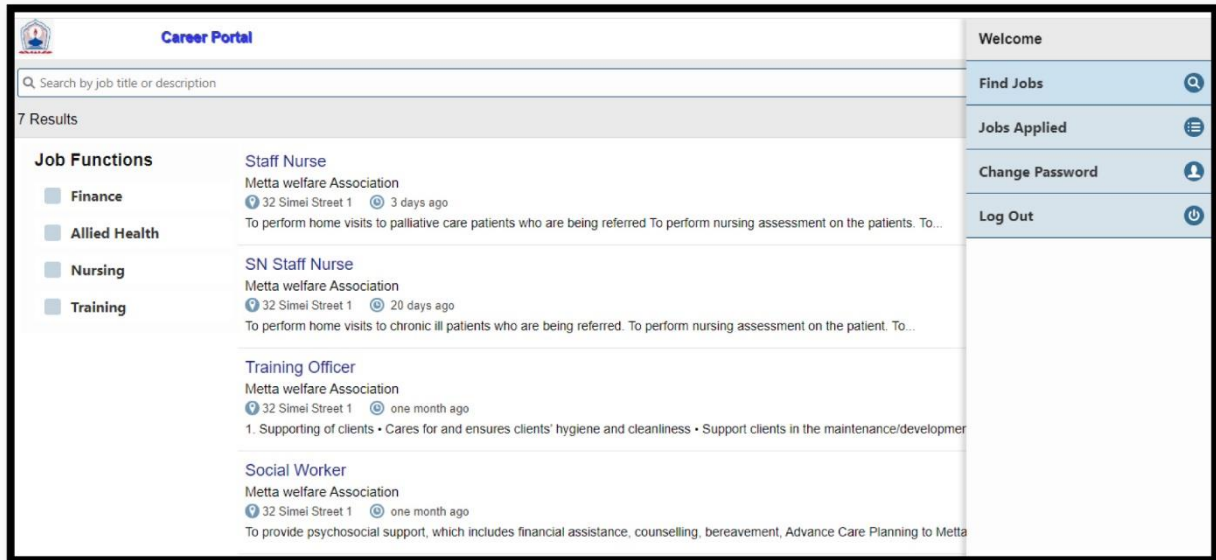 Career Portal
Search by job title or description
7 Results
Job Functions
Finance
Allied Health
Nursing
Training
Staff Nurse
Metta welfare Association
32 Simei Street 1 3 days ago
To perform home visits to palliative care patients who are being referred To perform nursing assessment on the patients. To...
SN Staff Nurse
Metta welfare Association
32 Simei Street 1 20 days ago
To perform home visits to chronic ill patients who are being referred. To perform nursing assessment on the patient. To...
Training Officer
Metta welfare Association
32 Simei Street 1 one month ago
1. Supporting of clients • Cares for and ensures clients' hygiene and cleanliness • Support clients in the maintenance/developmer
Social Worker
Metta welfare Association
32 Simei Street 1 one month ago
To provide psychosocial support, which includes financial assistance, counselling, bereavement, Advance Care Planning to Metta
Welcome
Find Jobs
Jobs Applied
Change Password
Log Out